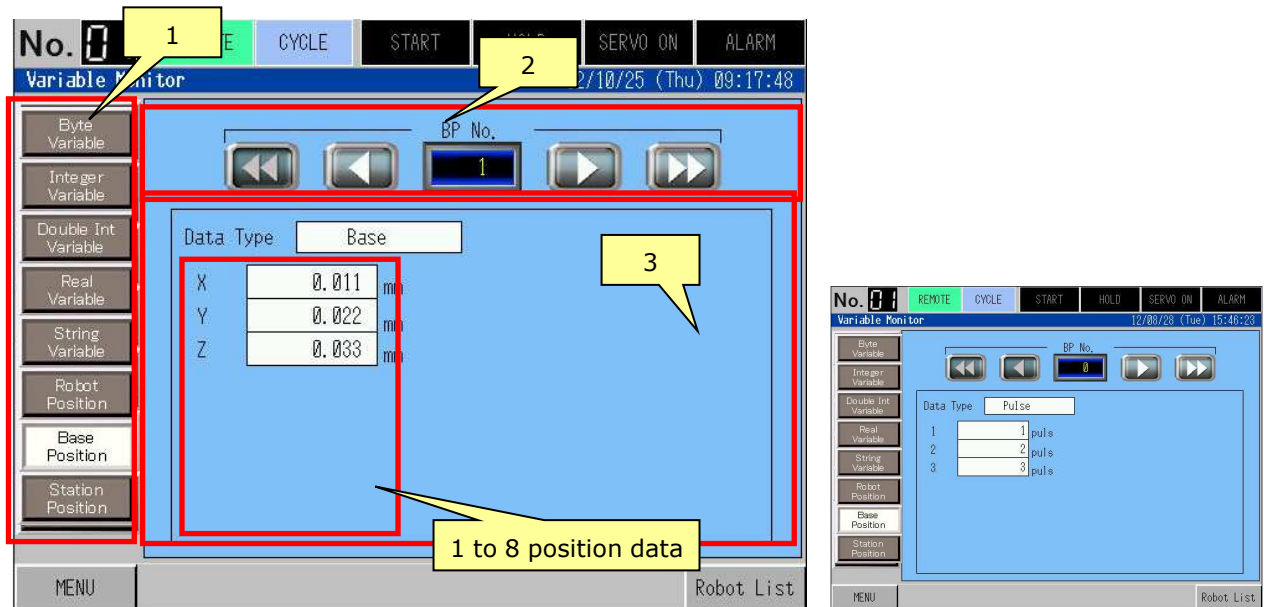 No. 0
1
E
CYCLE
START
2
SERVO ON
ALARM
Variable Monitor
2/10/25 (Thu) 09:17:48
Byte
Variable
Integer
Variable
Double Int
Variable
Real
Variable
String
Variable
Robot
Position
Base
Position
Station
Position
BP No.
1
Data Type Base
X 0.011 mm
Y 0.022 mm
Z 0.033 mm
3
1 to 8 position data
MENU
Robot List
No. 01
REMOTE
CYCLE
START
HOLD
SERVO ON
ALARM
Variable Monitor
12/08/28 (Tue) 15:46:23
Byte
Variable
Integer
Variable
Double Int
Variable
Real
Variable
String
Variable
Robot
Position
Base
Position
Station
Position
BP No.
0
Data Type Pulse
1 1 puls
2 2 puls
3 3 puls
MENU
Robot List